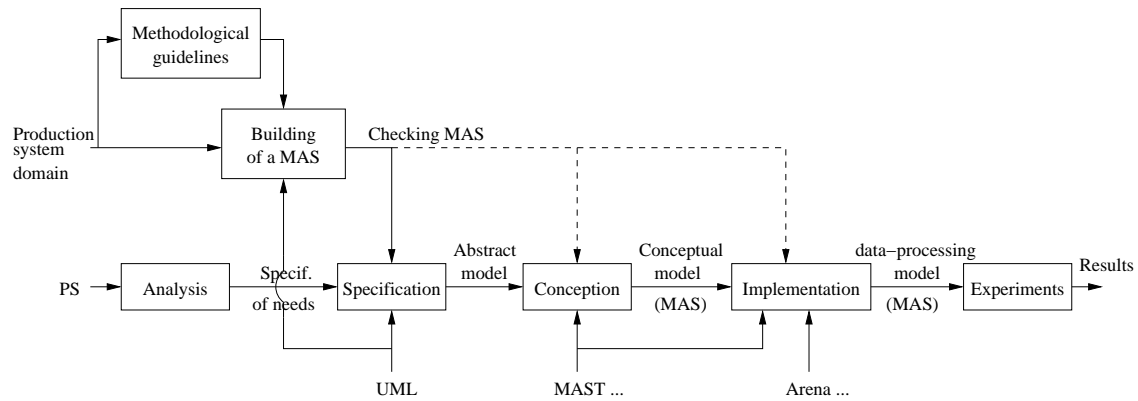 Methodological
guidelines
Production
system
domain
Building
of a MAS
Checking MAS
PS
Analysis
Specif.
of needs
Specification
Abstract
model
Conception
Conceptual
model
(MAS)
Implementation
data−processing
model
(MAS)
Experiments
Results
UML
MAST ...
Arena ...